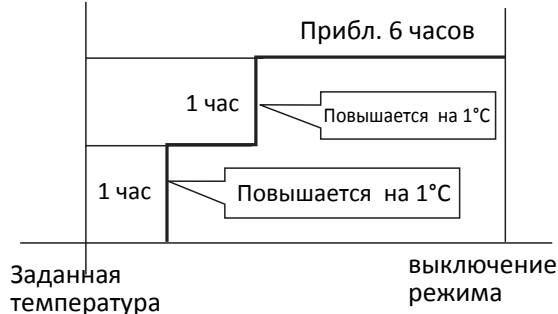 Прибл. 6 часов
1 час
Повышается на 1°C
1 час
Повышается на 1°C
Заданная
температура
выключение
режима